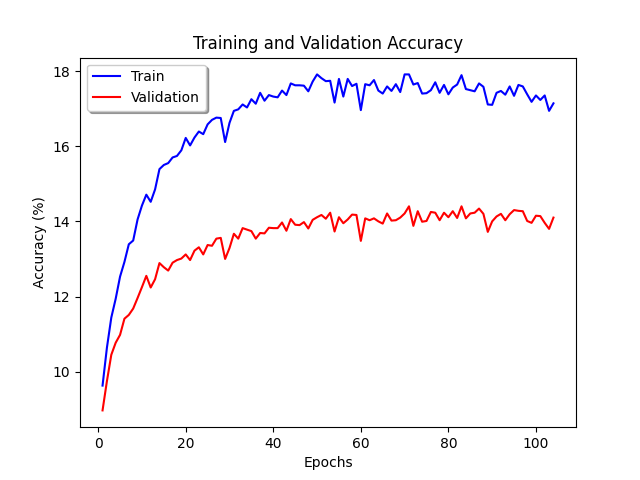 Training and Validation Accuracy
Train
Validation
18
16
14
12
10
Accuracy (%)
0 20 40 60 80 100
Epochs